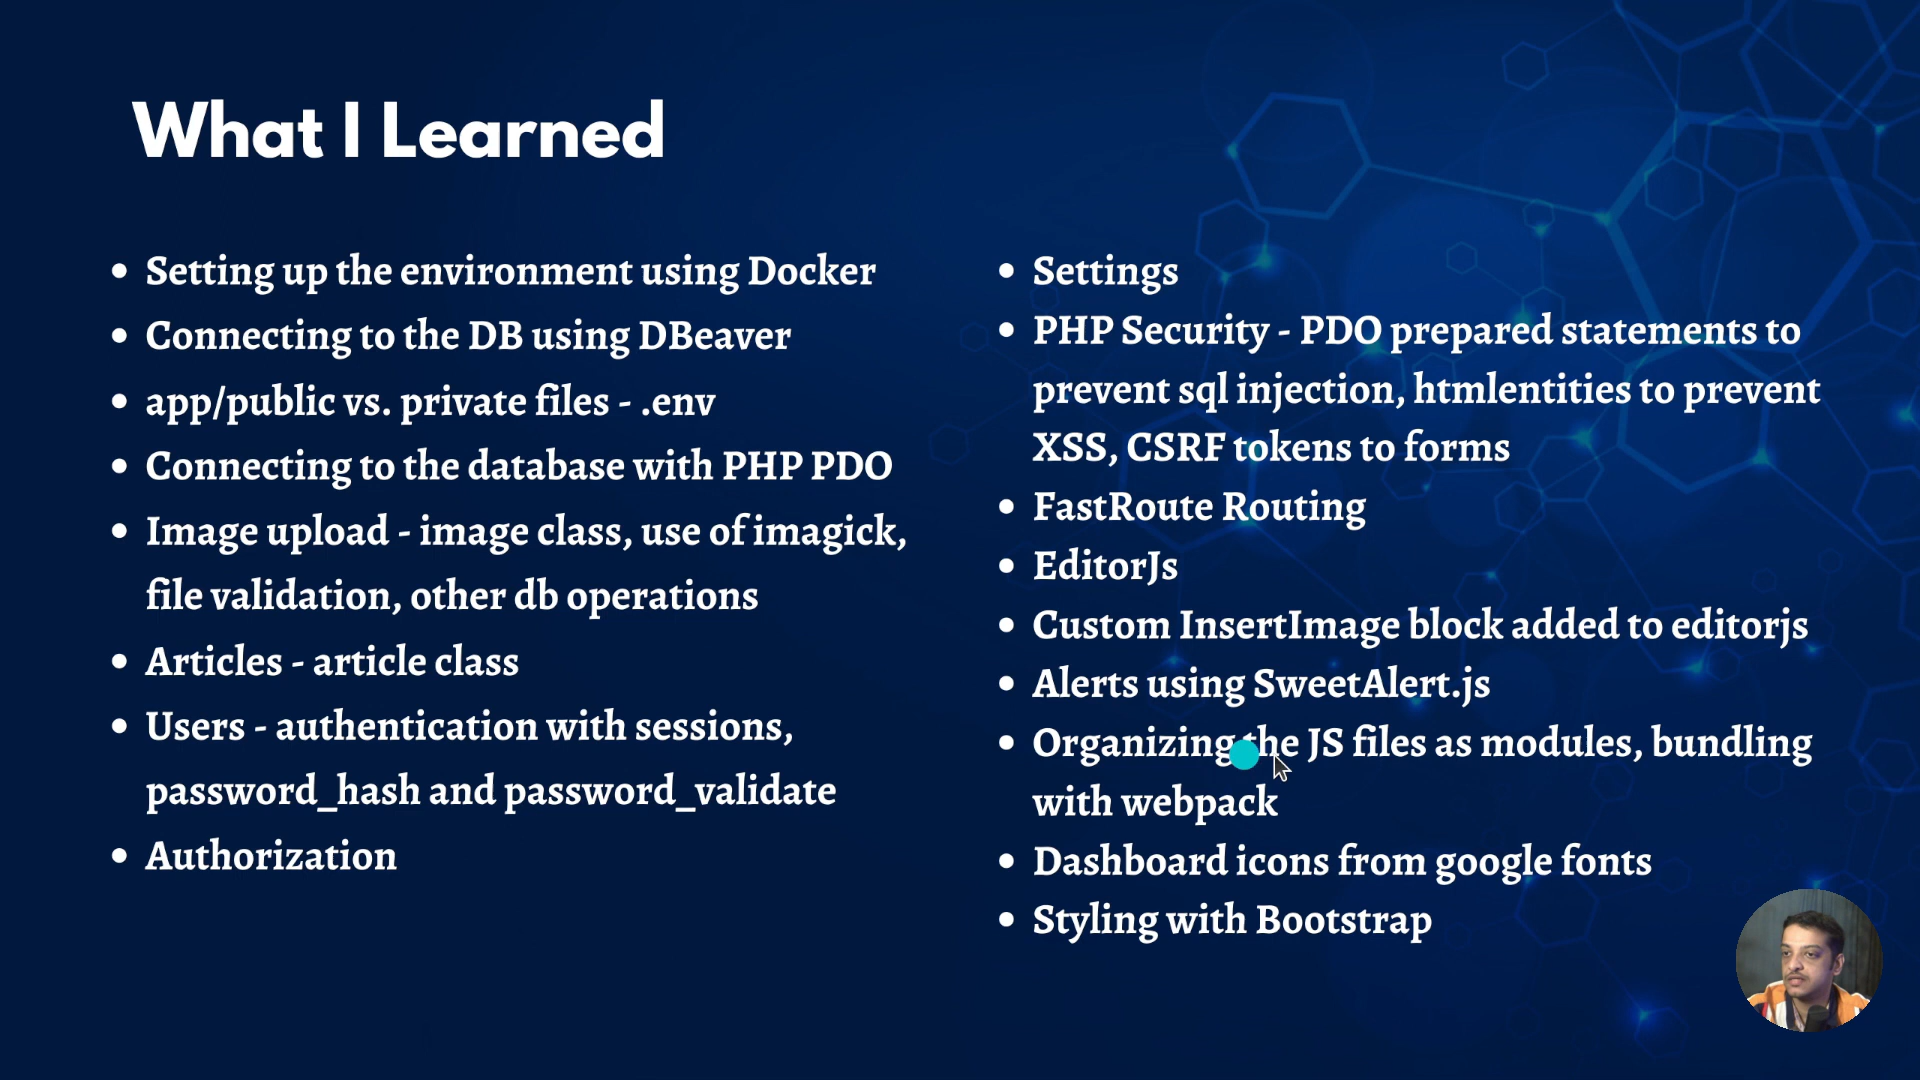 What I Learned
Setting up the environment using Docker
Connecting to the DB using DBeaver
app/public vs. private files - .env
Connecting to the database with PHP PDO
Image upload - image class, use of imagick,
file validation, other db operations
Articles - article class
Users - authentication with sessions,
password_hash and password_validate
Authorization
Settings
PHP Security - PDO prepared statements to
prevent sql injection, htmlentities to prevent
XSS, CSRF tokens to forms
FastRoute Routing
EditorJs
Custom InsertImage block added to editorjs
Alerts using SweetAlert.js
Organizing the JS files as modules, bundling
with webpack
Dashboard icons from google fonts
Styling with Bootstrap